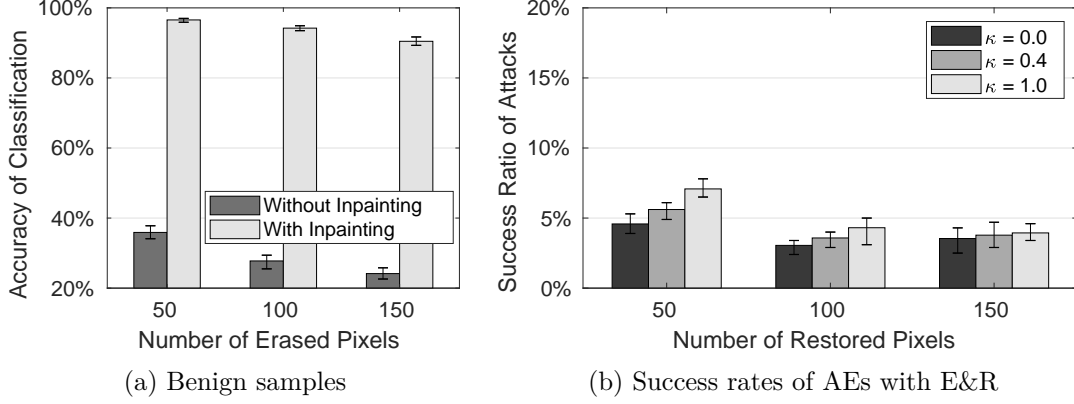 100%
80%
60%
40%
20%
Accuracy of Classification
Without Inpainting
With Inpainting
50 100 150
Number of Erased Pixels
(a) Benign samples
20%
15%
10%
5%
0%
Success Ratio of Attacks
κ = 0.0
κ = 0.4
κ = 1.0
50 100 150
Number of Restored Pixels
(b) Success rates of AEs with E&R